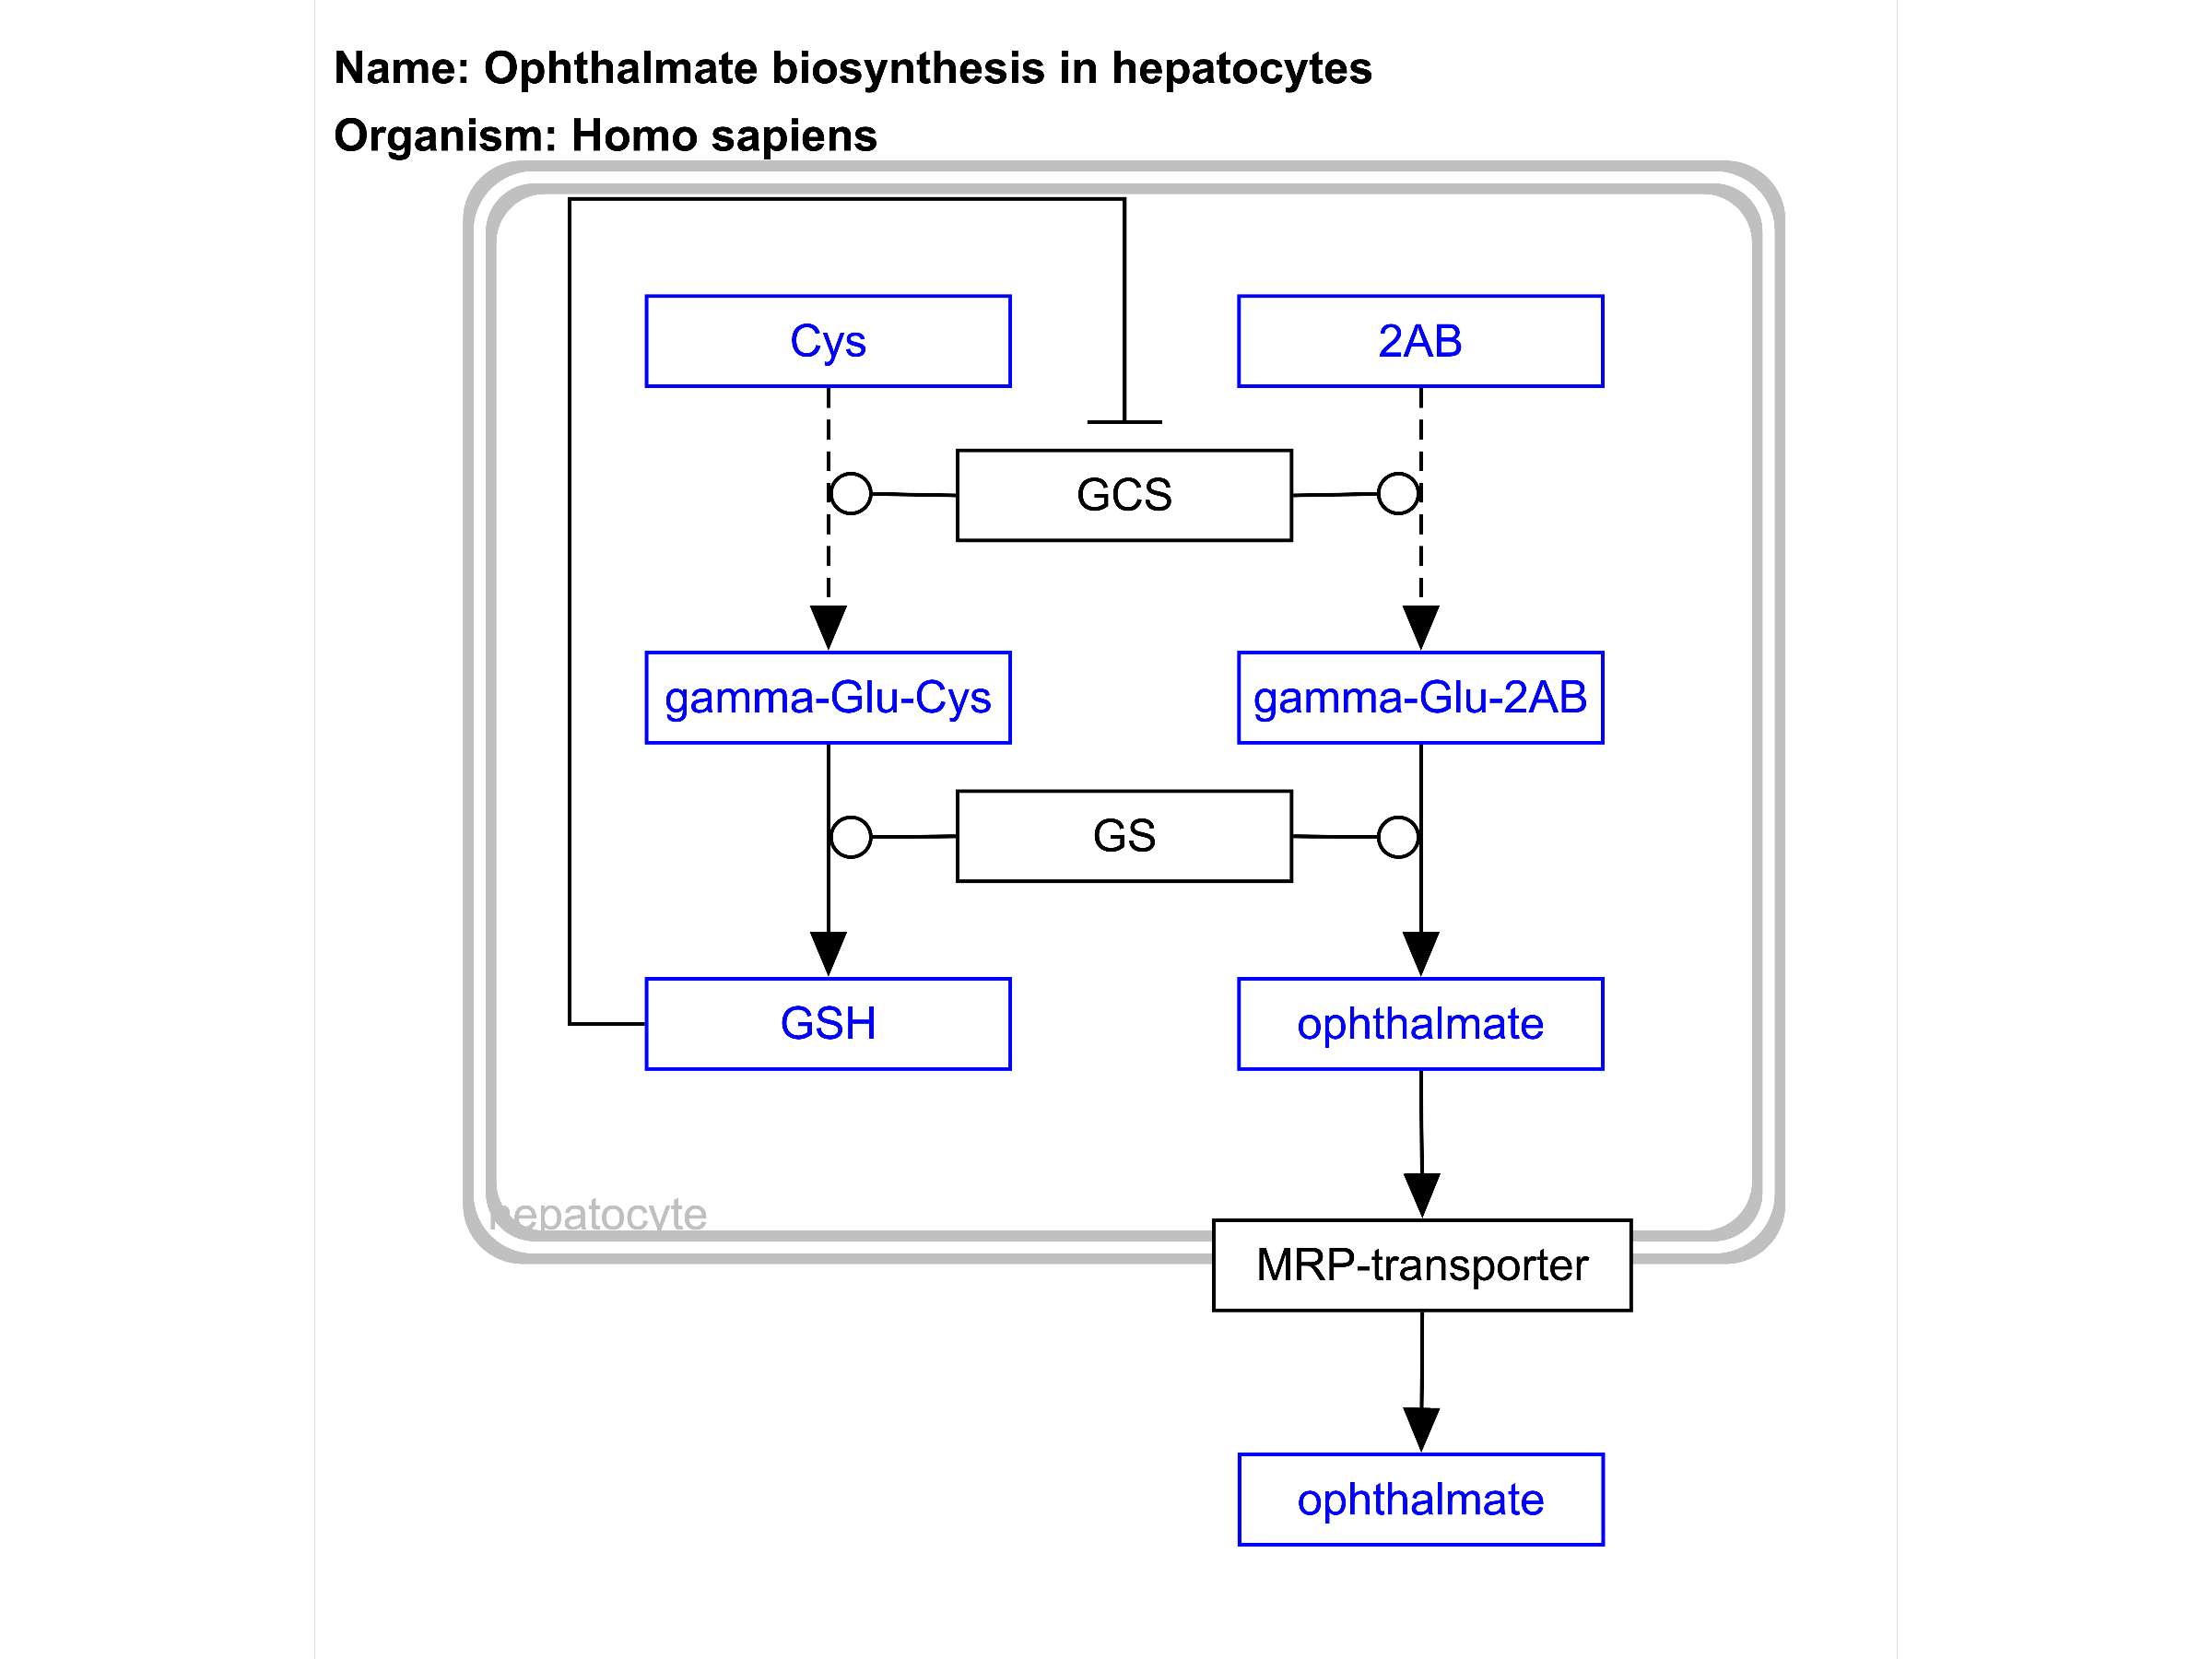 Name: Ophthalmate biosynthesis in hepatocytes
Organism: Homo sapiens
Cys
2AB
GCS
gamma-Glu-Cys
gamma-Glu-2AB
GS
GSH
ophthalmate
hepatocyte
MRP-transporter
ophthalmate